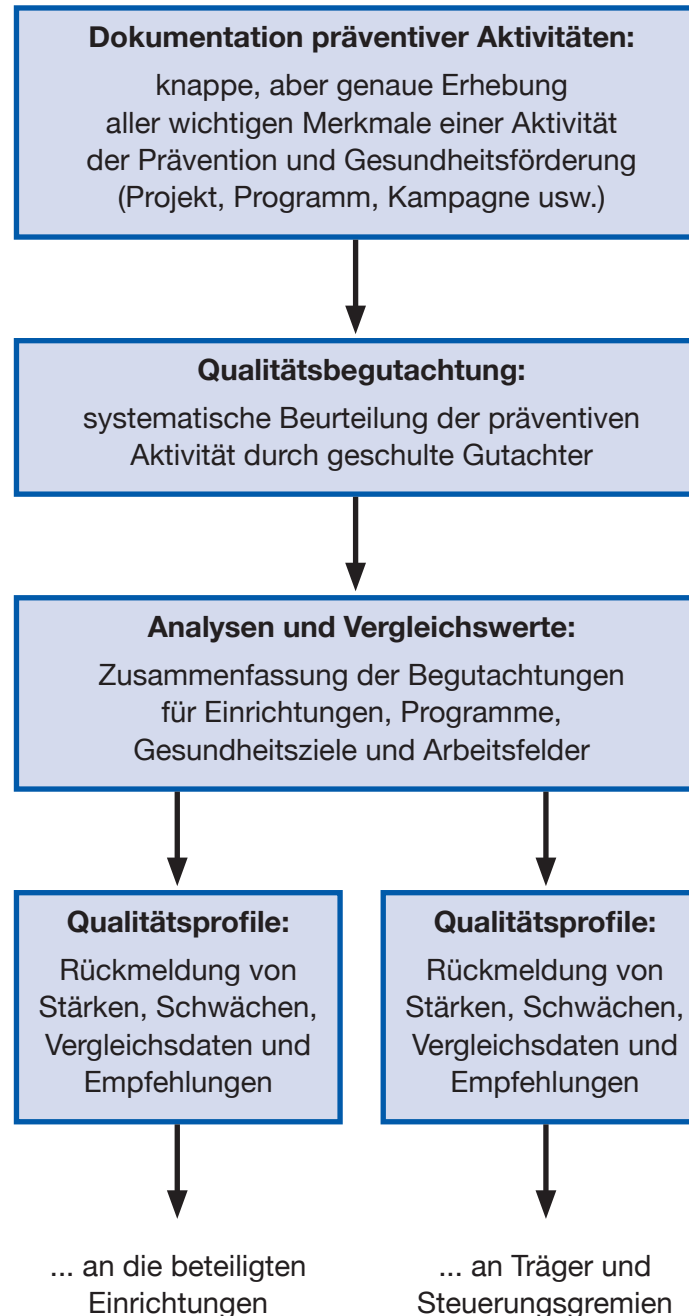 Dokumentation präventiver Aktivitäten:
knappe, aber genaue Erhebung
aller wichtigen Merkmale einer Aktivität
der Prävention und Gesundheitsförderung
(Projekt, Programm, Kampagne usw.)
Qualitätsbegutachtung:
systematische Beurteilung der präventiven
Aktivität durch geschulte Gutachter
Analysen und Vergleichswerte:
Zusammenfassung der Begutachtungen
für Einrichtungen, Programme,
Gesundheitsziele und Arbeitsfelder
Qualitätsprofile:
Rückmeldung von
Stärken, Schwächen,
Vergleichsdaten und
Empfehlungen
... an die beteiligten
Einrichtungen
Qualitätsprofile:
Rückmeldung von
Stärken, Schwächen,
Vergleichsdaten und
Empfehlungen
... an Träger und
Steuerungsgremien